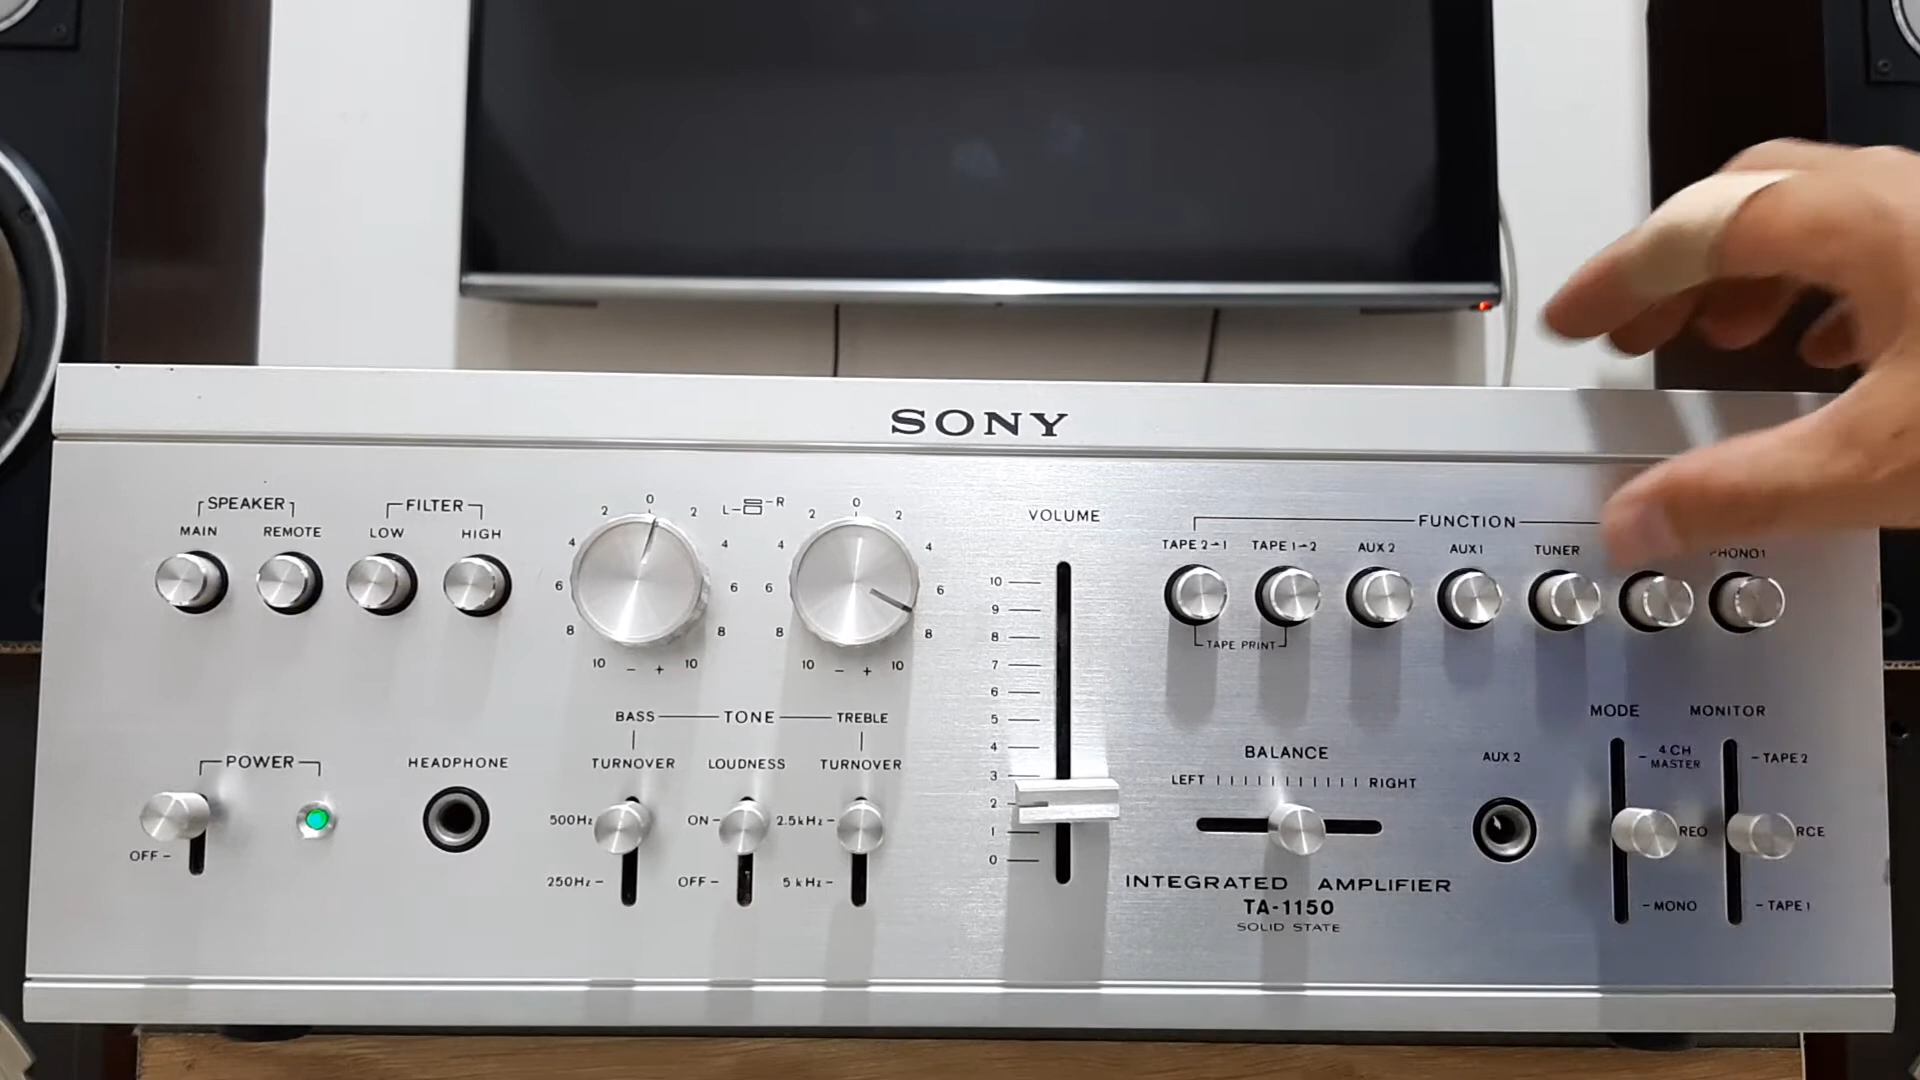 SONY
SPEAKER
FILTER
MAIN REMOTE LOW HIGH
0
2 2
4 4
6 6
8 8
10 - + 10
L R
0
2 2
4 4
6 6
8 8
10 - + 10
BASS TONE TREBLE
TURNOVER LOUDNESS TURNOVER
500Hz ON 2.5kHz
250Hz OFF 5kHz
POWER
OFF
HEADPHONE
VOLUME
10
9
8
7
6
5
4
3
2
1
0
FUNCTION
TAPE 2→1 TAPE 1→2 AUX 2 AUX 1 TUNER PHONO1
TAPE PRINT
BALANCE
LEFT RIGHT
AUX 2
MODE
4 CH
MASTER
REO
MONO
MONITOR
TAPE 2
RCE
TAPE 1
INTEGRATED AMPLIFIER
TA-1150
SOLID STATE